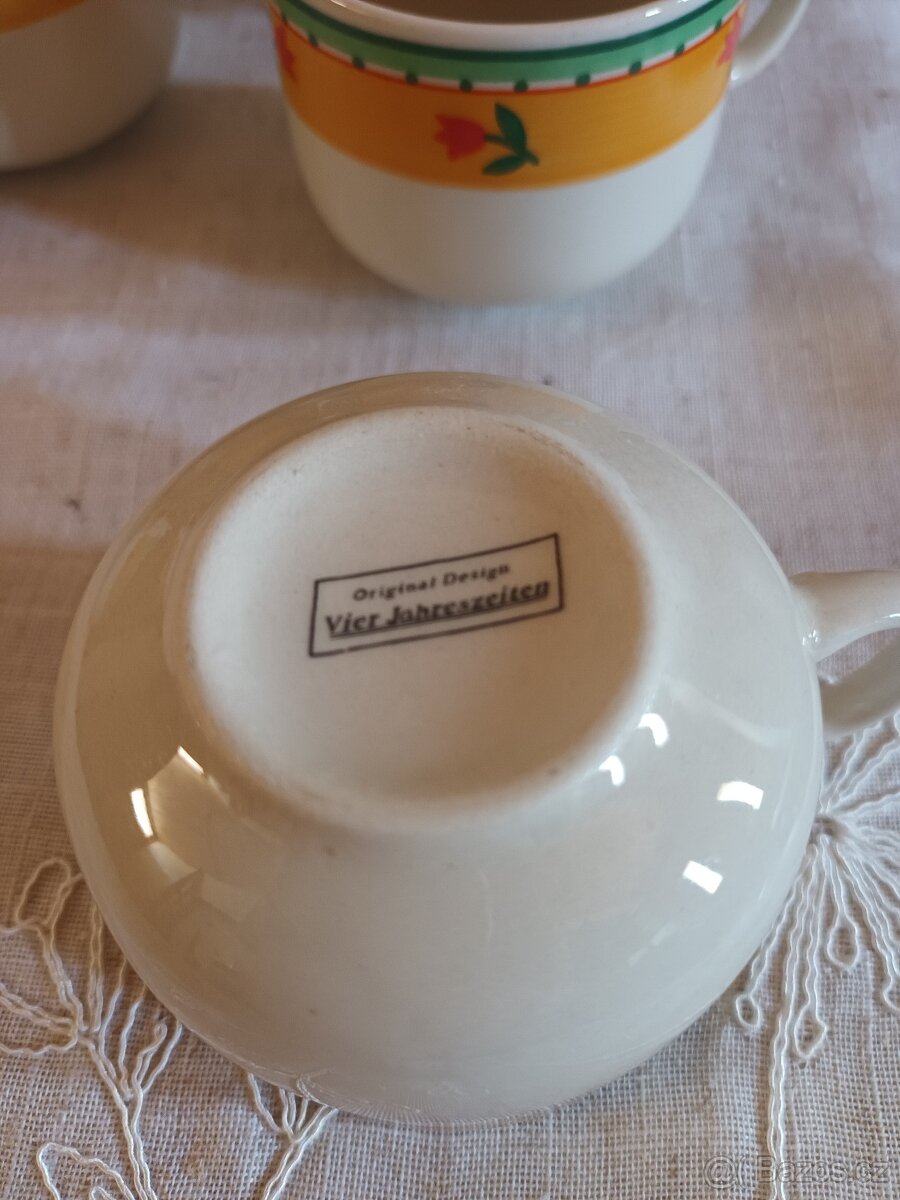 Original Design
Vier Jahreszeiten
© Bazos.cz